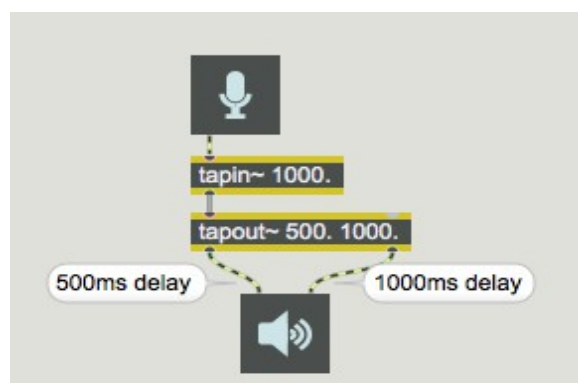 tapin~ 1000.
tapout~ 500. 1000.
500ms delay
1000ms delay